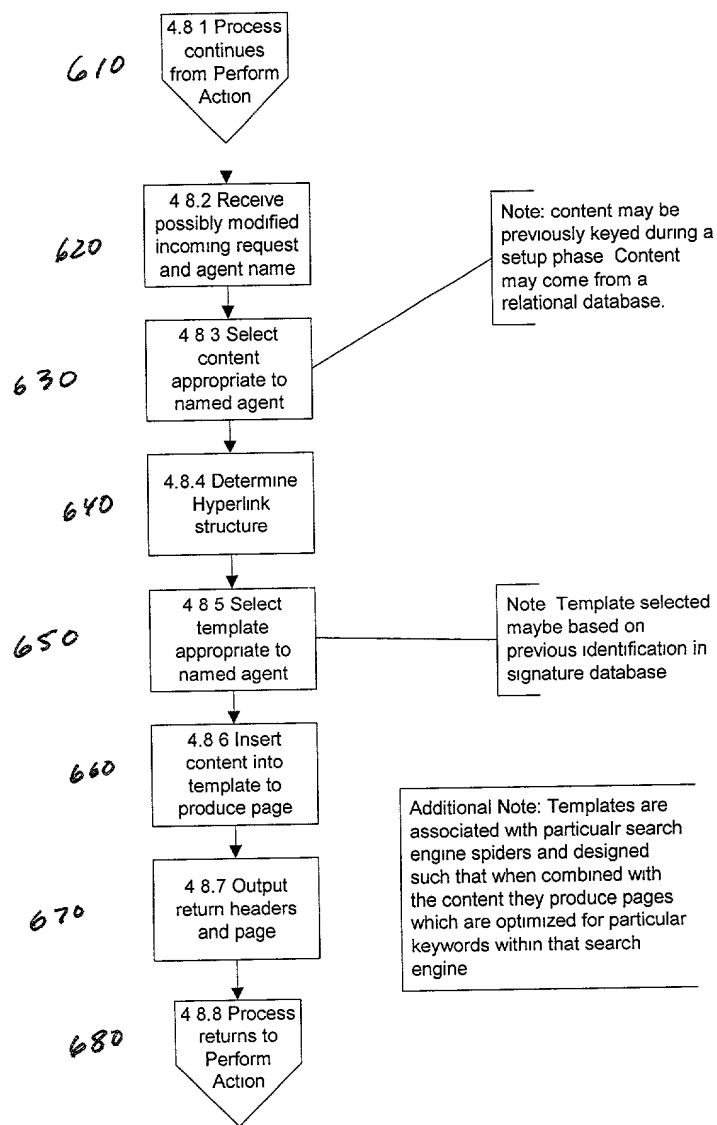 610
4.8 1 Process
continues
from Perform
Action
620
4 8.2 Receive
possibly modified
incoming request
and agent name
Note: content may be
previously keyed during a
setup phase Content
may come from a
relational database.
630
4 8 3 Select
content
appropriate to
named agent
640
4.8.4 Determine
Hyperlink
structure
650
4 8 5 Select
template
appropriate to
named agent
Note Template selected
maybe based on
previous identification in
signature database
660
4.8 6 Insert
content into
template to
produce page
Additional Note: Templates are
associated with particualr search
engine spiders and designed
such that when combined with
the content they produce pages
which are optimized for particular
keywords within that search
engine
670
4 8.7 Output
return headers
and page
680
4 8.8 Process
returns to
Perform
Action